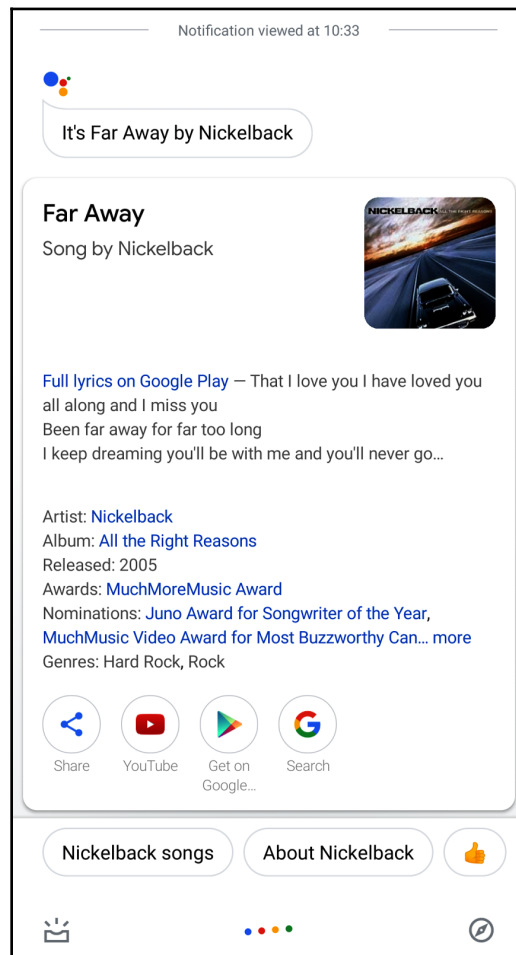 Notification viewed at 10:33
It's Far Away by Nickelback
Far Away
Song by Nickelback
NICKELBACK ALL THE RIGHT REASONS
Full lyrics on Google Play — That I love you I have loved you
all along and I miss you
Been far away for far too long
I keep dreaming you'll be with me and you'll never go…
Artist: Nickelback
Album: All the Right Reasons
Released: 2005
Awards: MuchMoreMusic Award
Nominations: Juno Award for Songwriter of the Year,
MuchMusic Video Award for Most Buzzworthy Can… more
Genres: Hard Rock, Rock
Share
YouTube
Get on
Google…
Search
Nickelback songs
About Nickelback